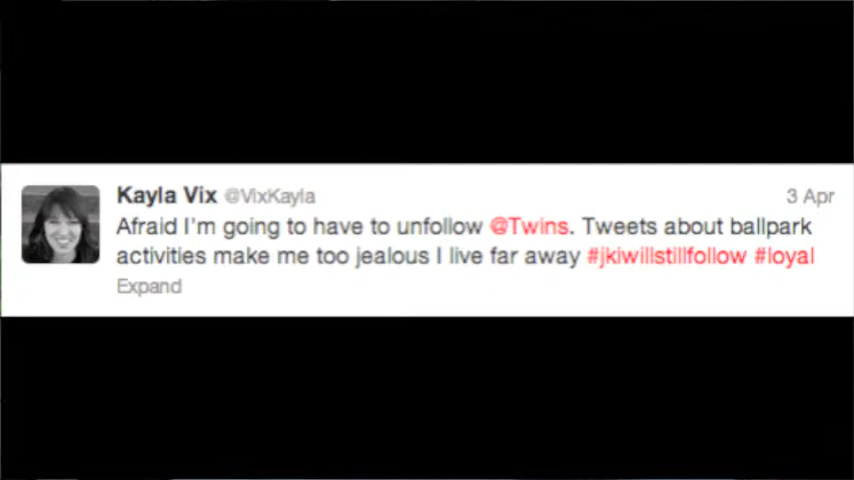 Kayla Vix @VixKayla 3 Apr
Afraid I'm going to have to unfollow @Twins. Tweets about ballpark
activities make me too jealous I live far away #jkiwillstillfollow #loyal
Expand